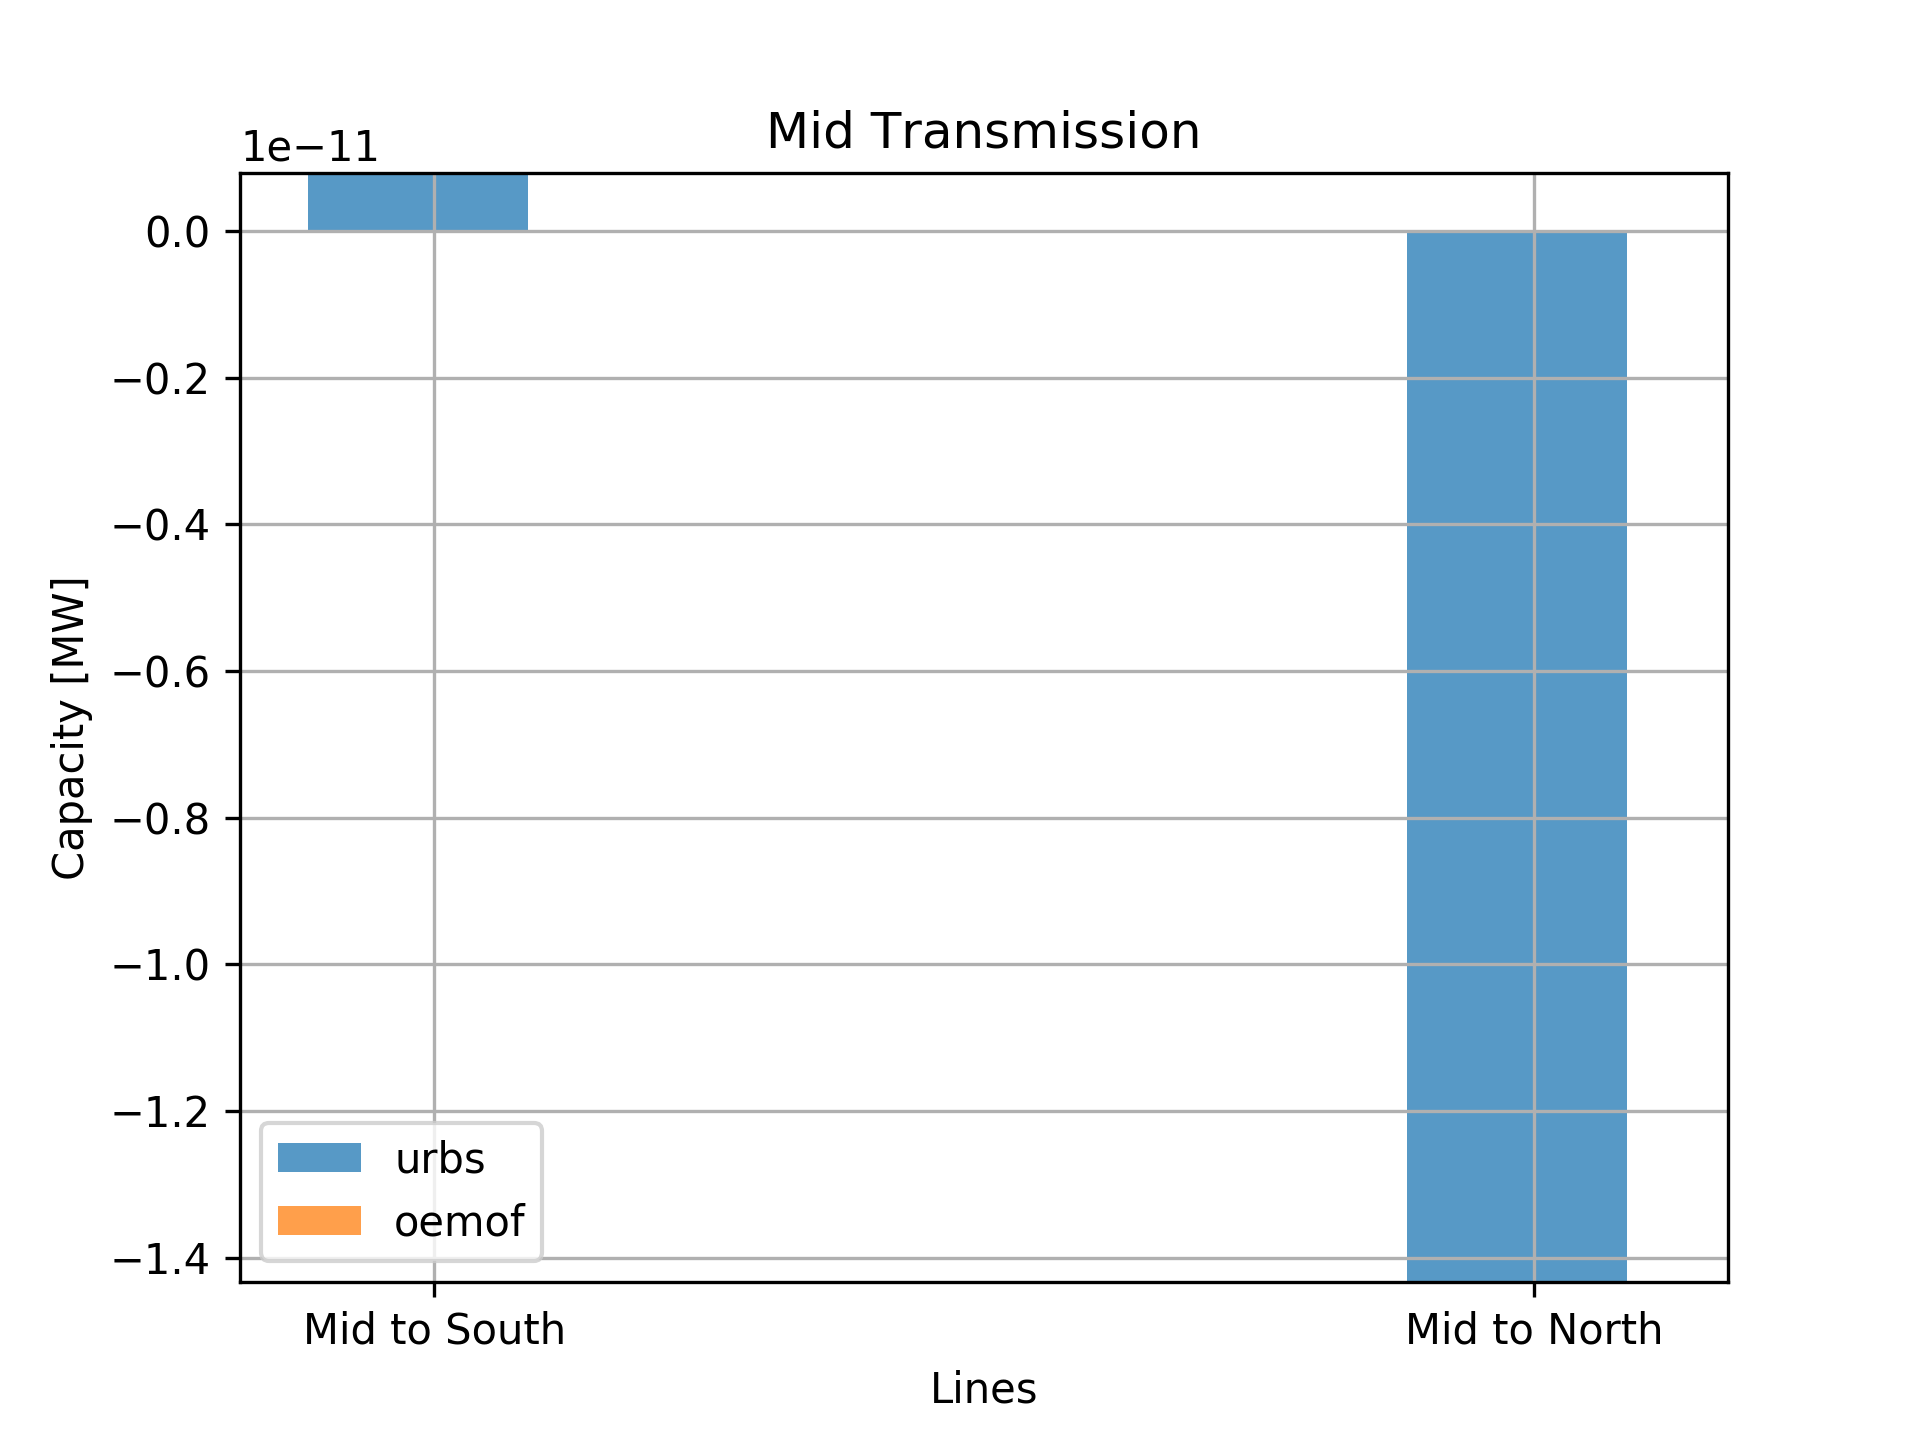 Mid Transmission
1e−11
0.0
−0.2
−0.4
−0.6
−0.8
−1.0
−1.2
−1.4
Capacity [MW]
urbs
oemof
Mid to South
Mid to North
Lines